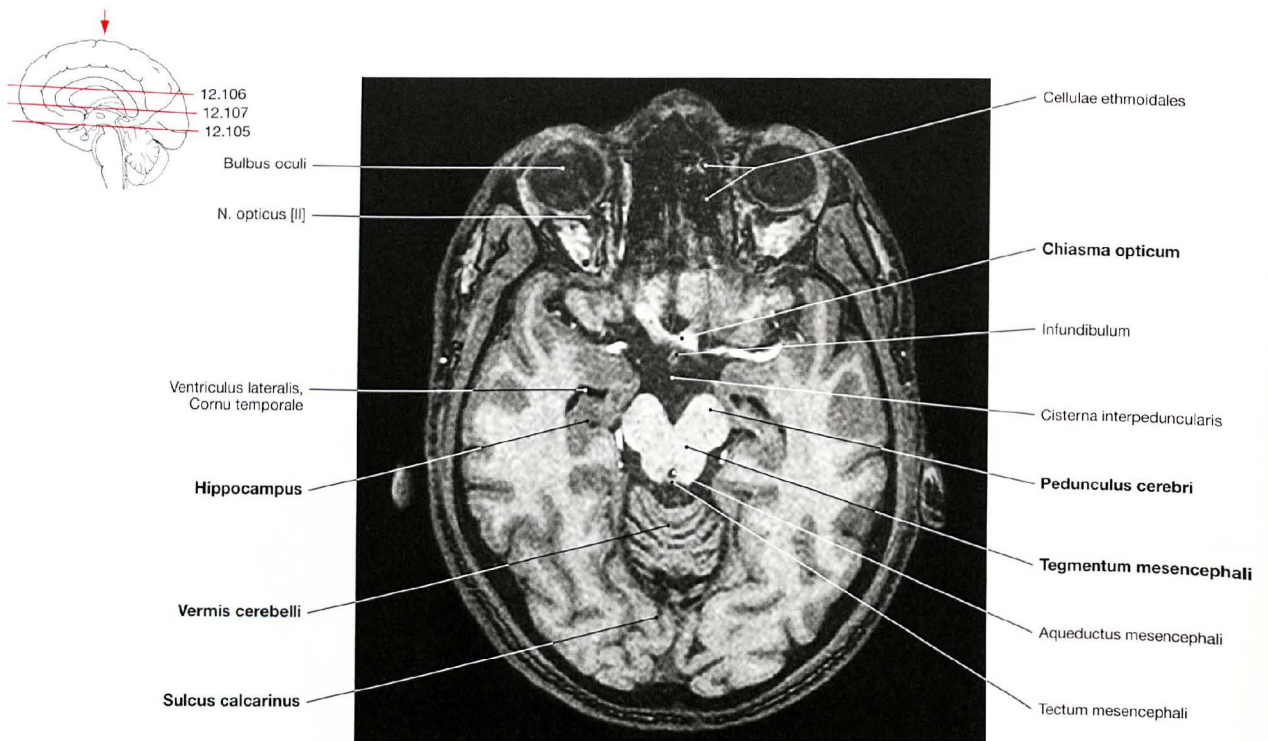 12.106
12.107
12.105
Bulbus oculi
N. opticus [II]
Ventriculus lateralis,
Cornu temporale
Hippocampus
Vermis cerebelli
Sulcus calcarinus
Cellulae ethmoidales
Chiasma opticum
Infundibulum
Cisterna interpeduncularis
Pedunculus cerebri
Tegmentum mesencephali
Aqueductus mesencephali
Tectum mesencephali